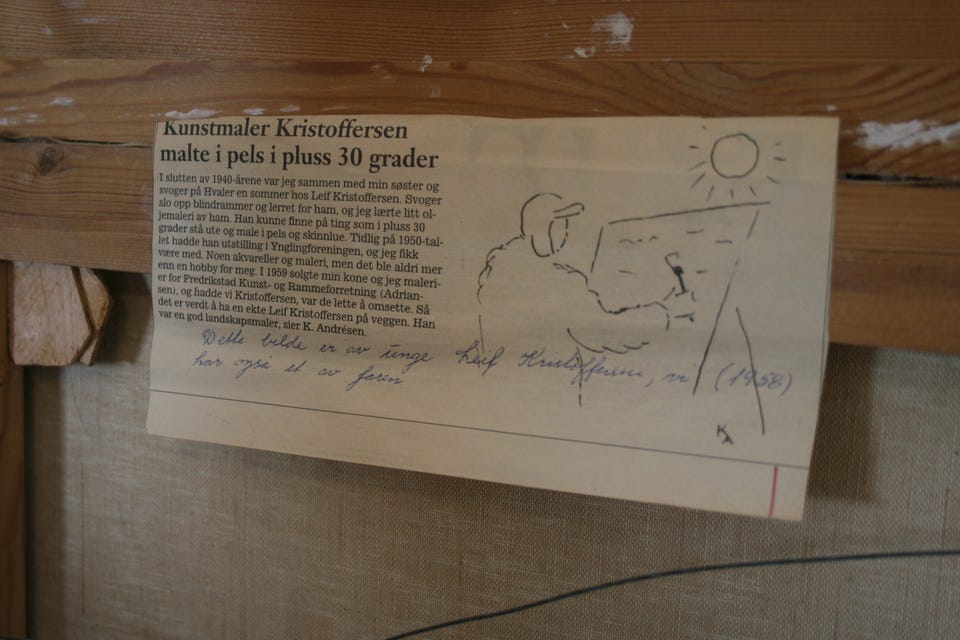 Kunstmaler Kristoffersen
malte i pels i pluss 30 grader
I slutten av 1940-årene var jeg sammen med min søster og
svoger på Hvaler en sommer hos Leif Kristoffersen. Svoger
slo opp blindrammer og lerret for ham, og jeg lærte litt ol-
jemaleri av ham. Han kunne finne på ting som i pluss 30
grader stå ute og male i pels og skinnlue. Tidlig på 1950-tal-
let hadde han utstilling i Ynglingforeningen, og jeg fikk
være med. Noen akvareller og maleri, men det ble aldri mer
enn en hobby for meg. I 1959 solgte min kone og jeg maleri-
er for Fredrikstad Kunst- og Rammeforretning (Adrian-
sen), og hadde vi Kristoffersen, var de lette å omsette. Så
det er verdt å ha en ekte Leif Kristoffersen på veggen. Han
var en god landskapsmaler, sier K. Andrésen.
Dette bilde er av unge Leif Kristoffersen, vi (1958)
har også et av faren
KA